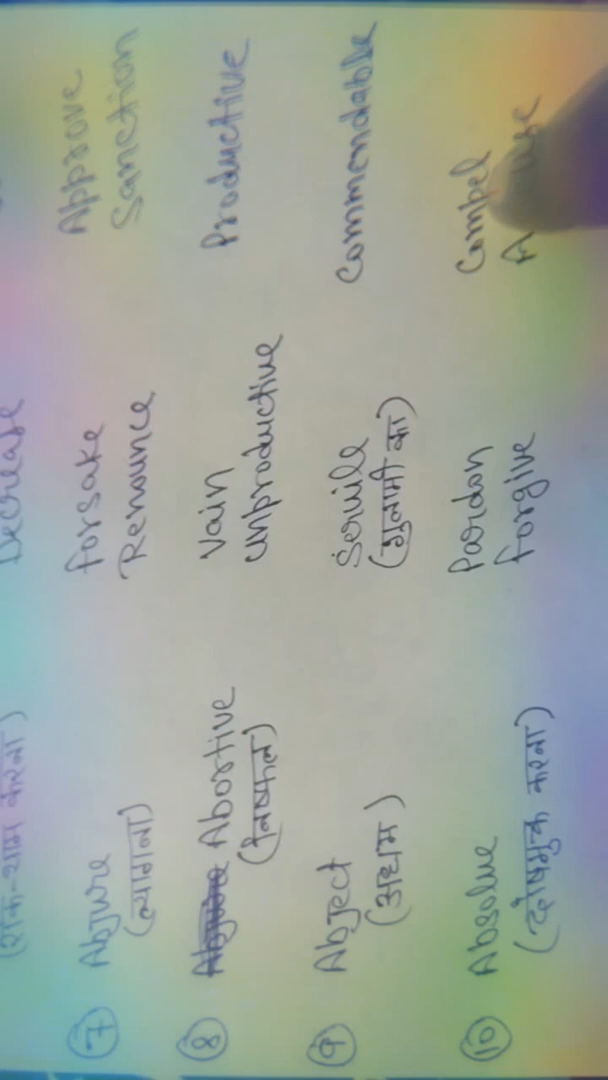 Decrease
(रोक-थाम करना)
7 Abjure Forsake Approve
(त्यागना) Renounce Sanction
8 Abortive Vain Productive
(निष्फल) unproductive
9 Abject Servile Commendable
(अधम) (गुलामी का)
10 Absolve Pardon Compel
(दोषमुक्त करना) Forgive